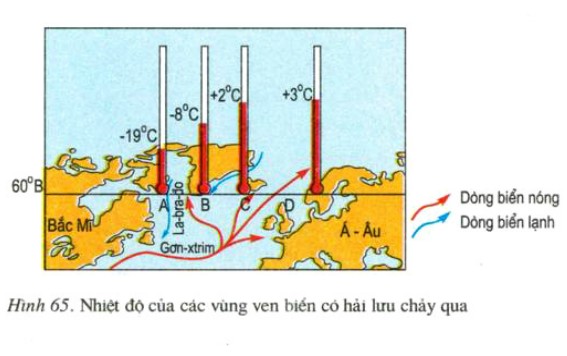 +2°C
+3°C
-8°C
-19°C
60°B
A
La-bra-do
B
C
D
Bắc Mĩ
Gơn-xtrim
Á - Âu
Dòng biển nóng
Dòng biển lạnh
Hình 65. Nhiệt độ của các vùng ven biển có hải lưu chảy qua